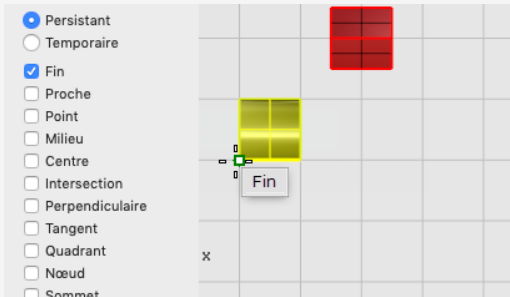 Persistant
Temporaire
Fin
Proche
Point
Milieu
Centre
Intersection
Perpendiculaire
Tangent
Quadrant
Nœud
Sommet
Fin
x